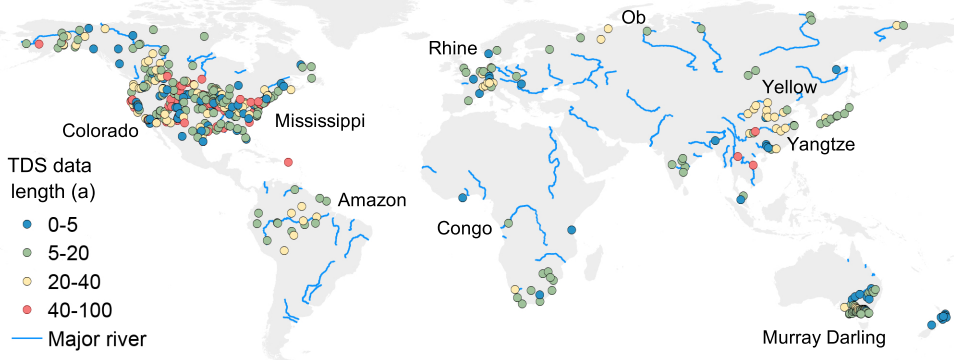 Ob
Rhine
Yellow
Colorado
Mississippi
Yangtze
TDS data
length (a)
0-5
5-20
20-40
40-100
Major river
Amazon
Congo
Murray Darling